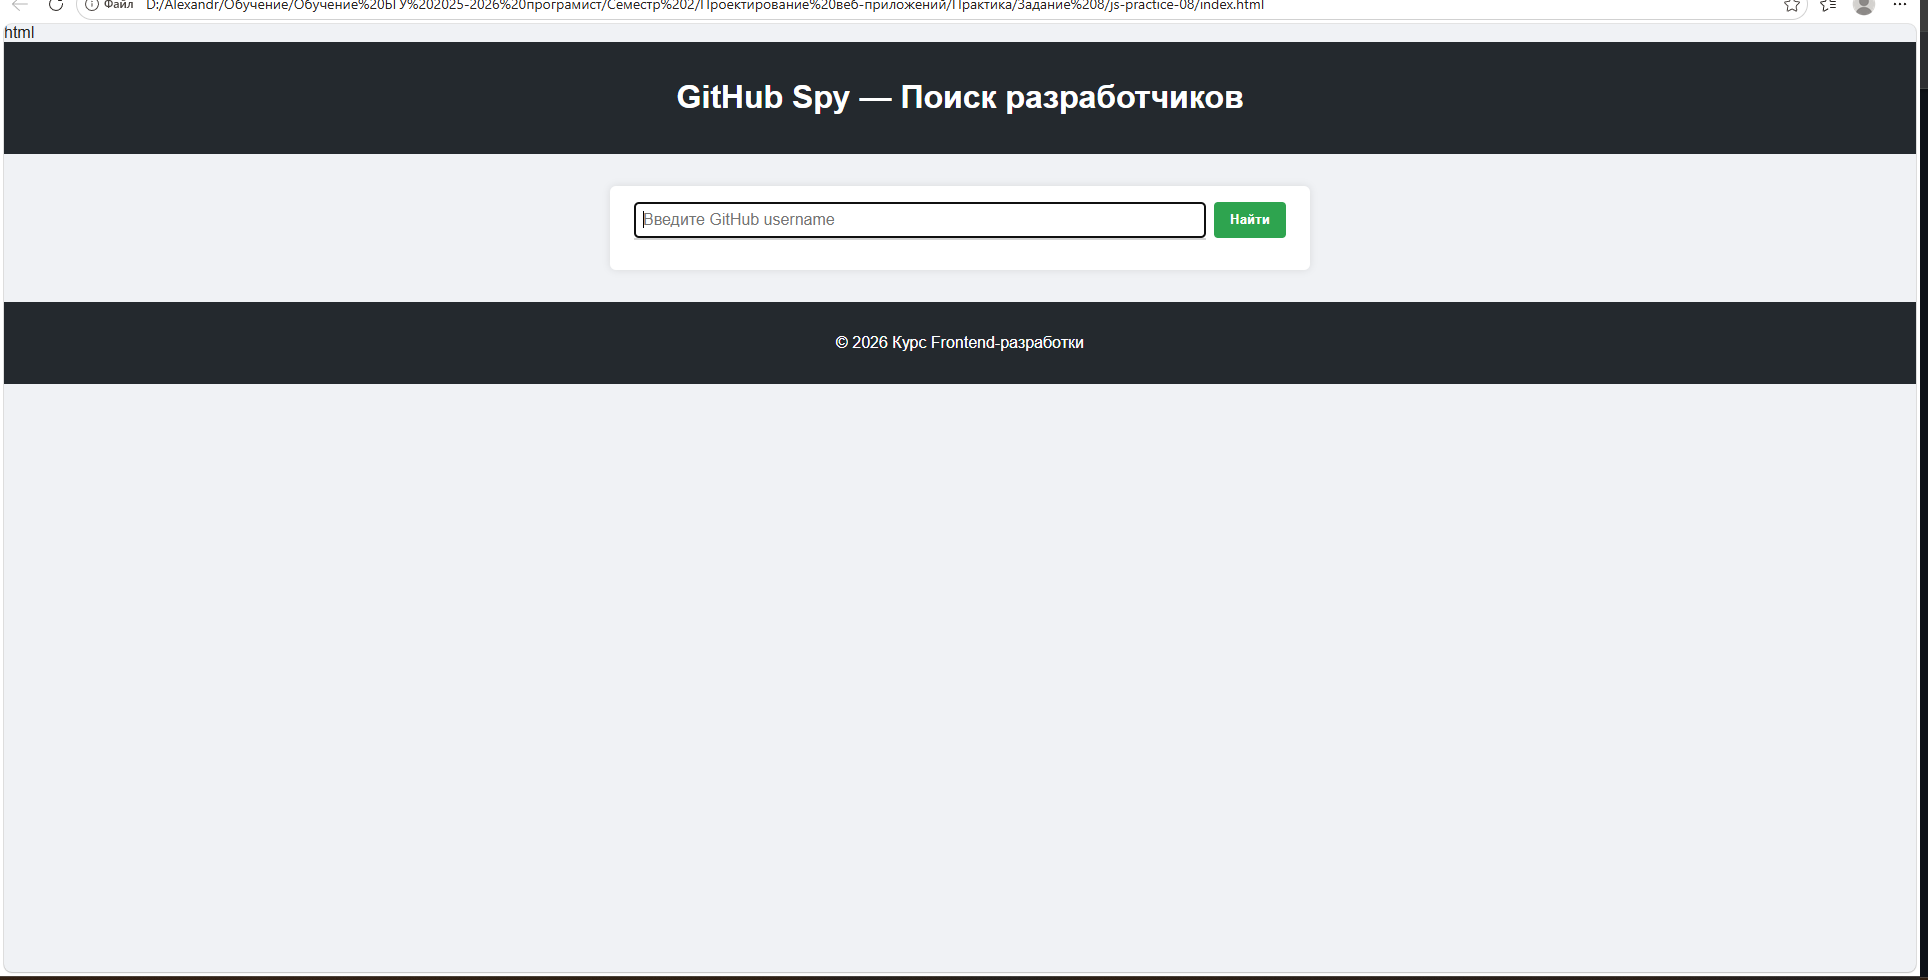 Файл D:/Alexandr/Обучение/Обучение%20БГУ%202025-2026%20програмист/Семестр%202/Проектирование%20веб-приложений/Практика/Задание%208/js-practice-08/index.html
html
GitHub Spy — Поиск разработчиков
Введите GitHub username Найти
© 2026 Курс Frontend-разработки